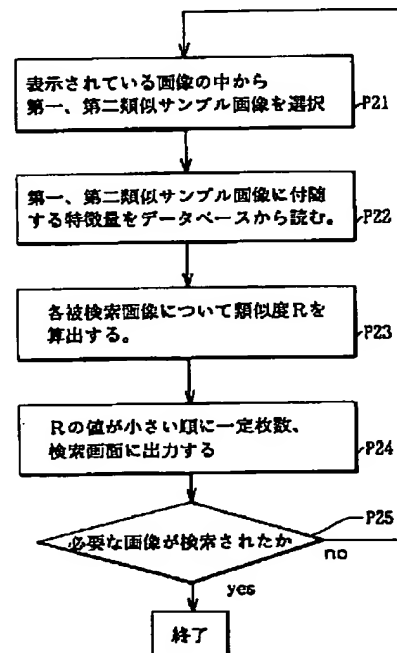 表示されている画像の中から
第一、第二類似サンプル画像を選択
P21
第一、第二類似サンプル画像に付随
する特徴量をデータベースから読む。
P22
各被検索画像について類似度Rを
算出する。
P23
Rの値が小さい順に一定枚数、
検索画面に出力する
P24
P25
必要な画像が検索されたか
no
yes
終了